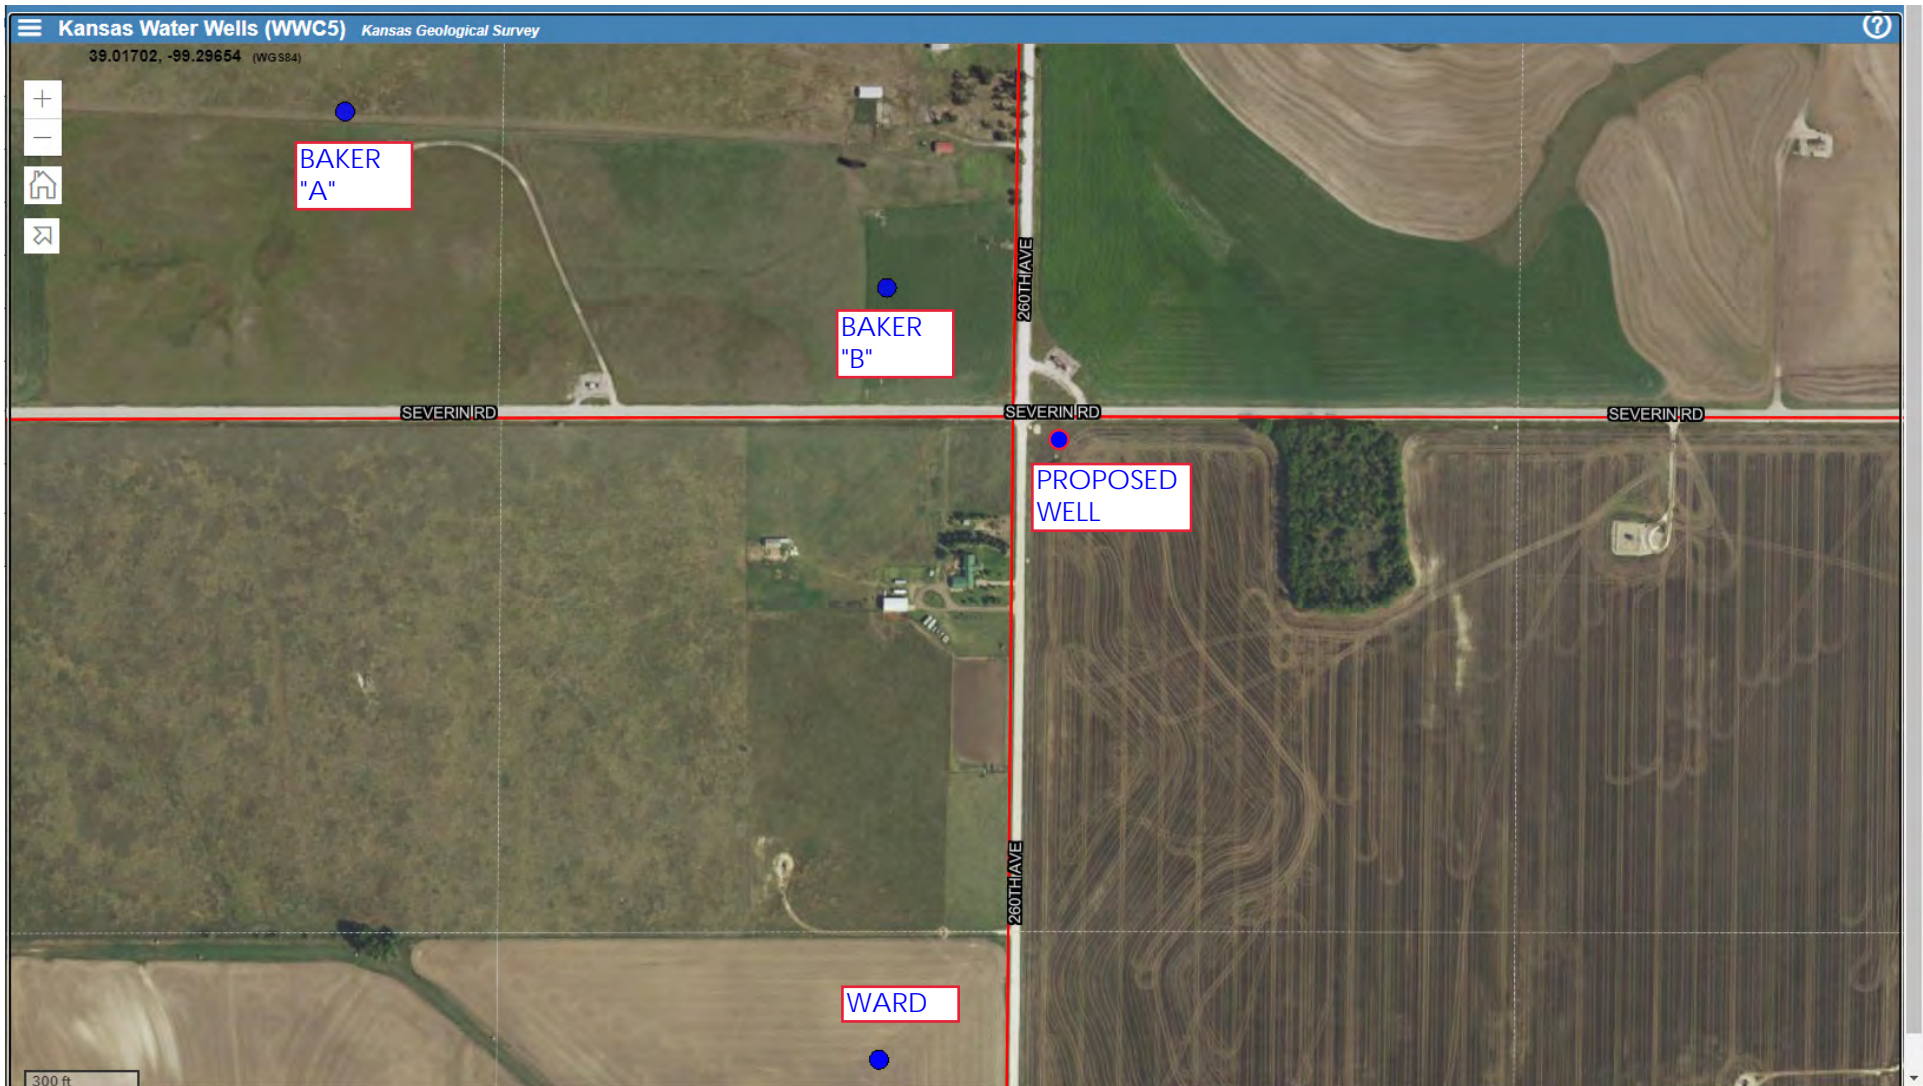 Kansas Water Wells (WWC5) Kansas Geological Survey
?
39.01702, -99.29654 (WGS84)
+
−
BAKER
"A"
BAKER
"B"
260TH AVE
SEVERIN RD
SEVERIN RD
SEVERIN RD
PROPOSED
WELL
260TH AVE
WARD
300 ft